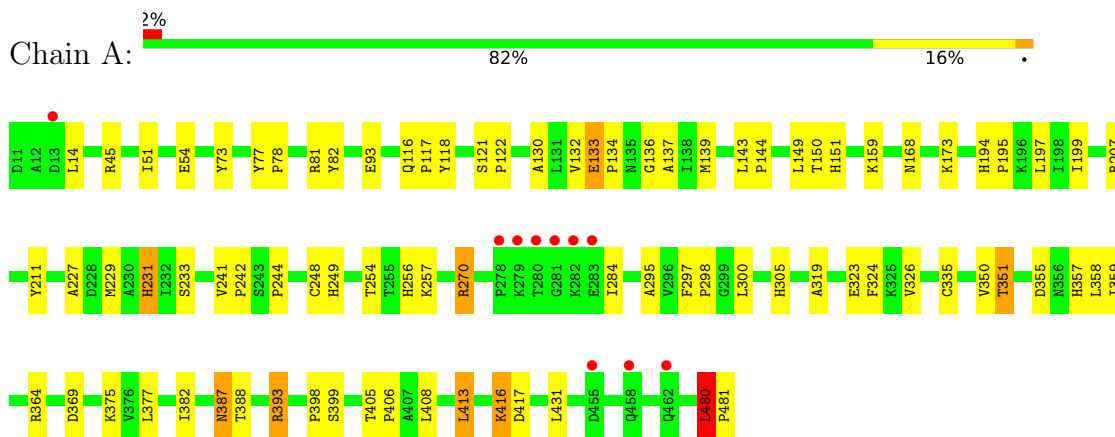 2%
Chain A:
82% 16% •
D11 A12 D13 L14 R45 I51 E54 Y73 Y77 P78 R81 Y82 E93 Q116 P117 Y118 S121 P122 A130 L131 V132 E133 P134 N135 G136 A137 I138 M139 L143 P144 L149 T150 H151 K159 N168 K173 H194 P195 K196 L197 I198 I199
Y211 A227 D228 M229 A230 H231 I232 S233 V241 P242 S243 P244 C248 H249 T254 T255 H256 K257 R270 P278 K279 T280 G281 K282 E283 I284 A295 V296 F297 P298 G299 L300 H305 A319 E323 F324 K325 V326 C335 V350 T351 D355 N356 H357 L358
R364 D369 K375 V376 L377 I382 N387 T388 R393 P398 S399 T405 P406 A407 L408 L413 K416 D417 L431 D455 Q458 Q462 L480 P481